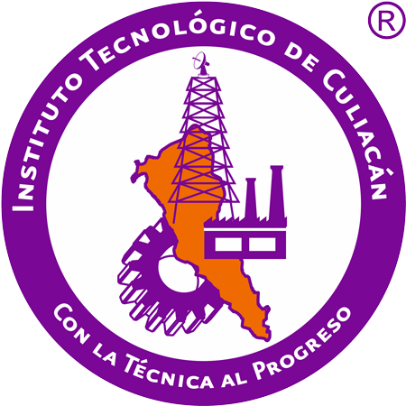 ®
INSTITUTO TECNOLÓGICO DE CULIACÁN
CON LA TÉCNICA AL PROGRESO